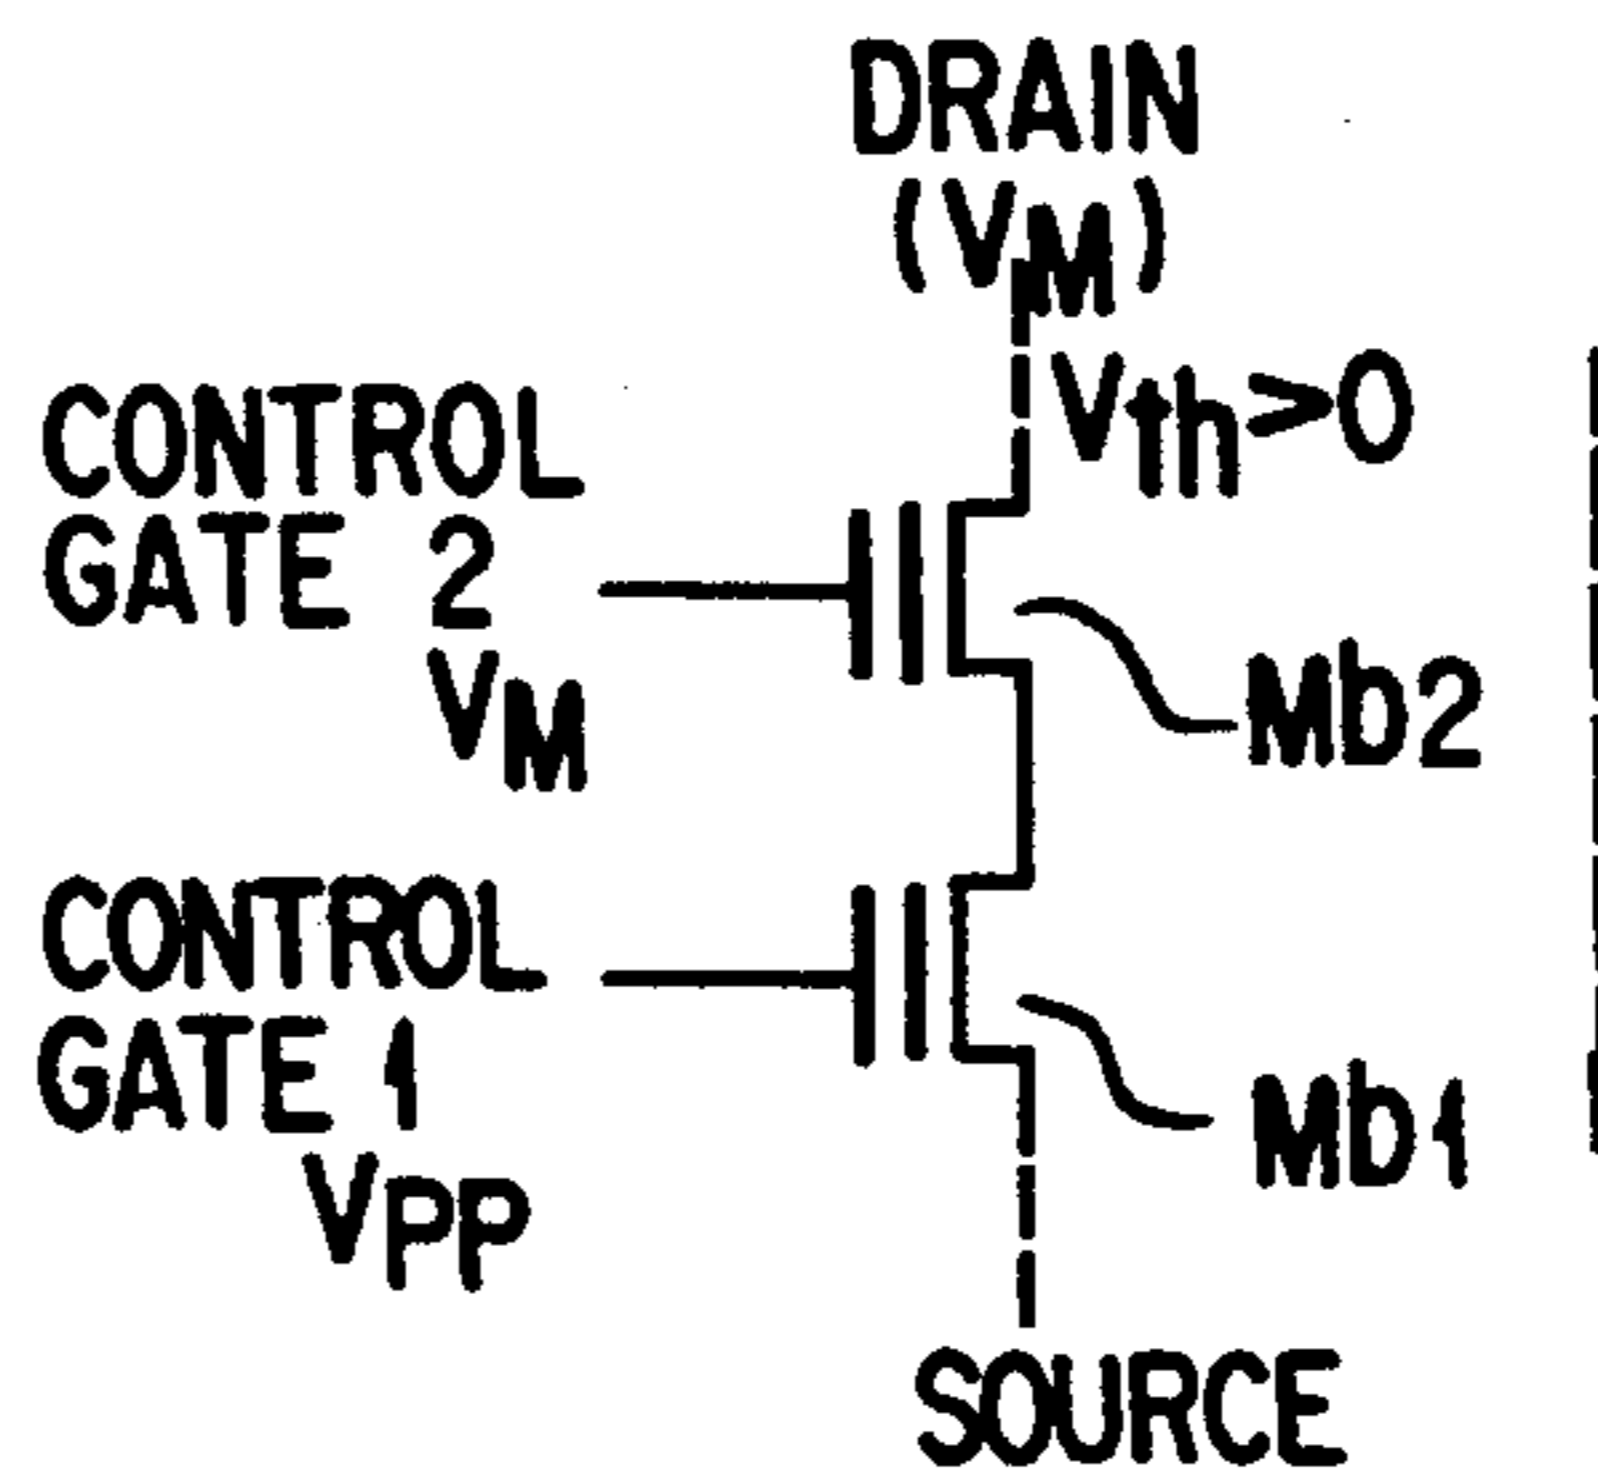 DRAIN
(VM)
Vth>0
CONTROL
GATE 2
VM
Mb2
CONTROL
GATE 1
VPP
Mb1
SOURCE